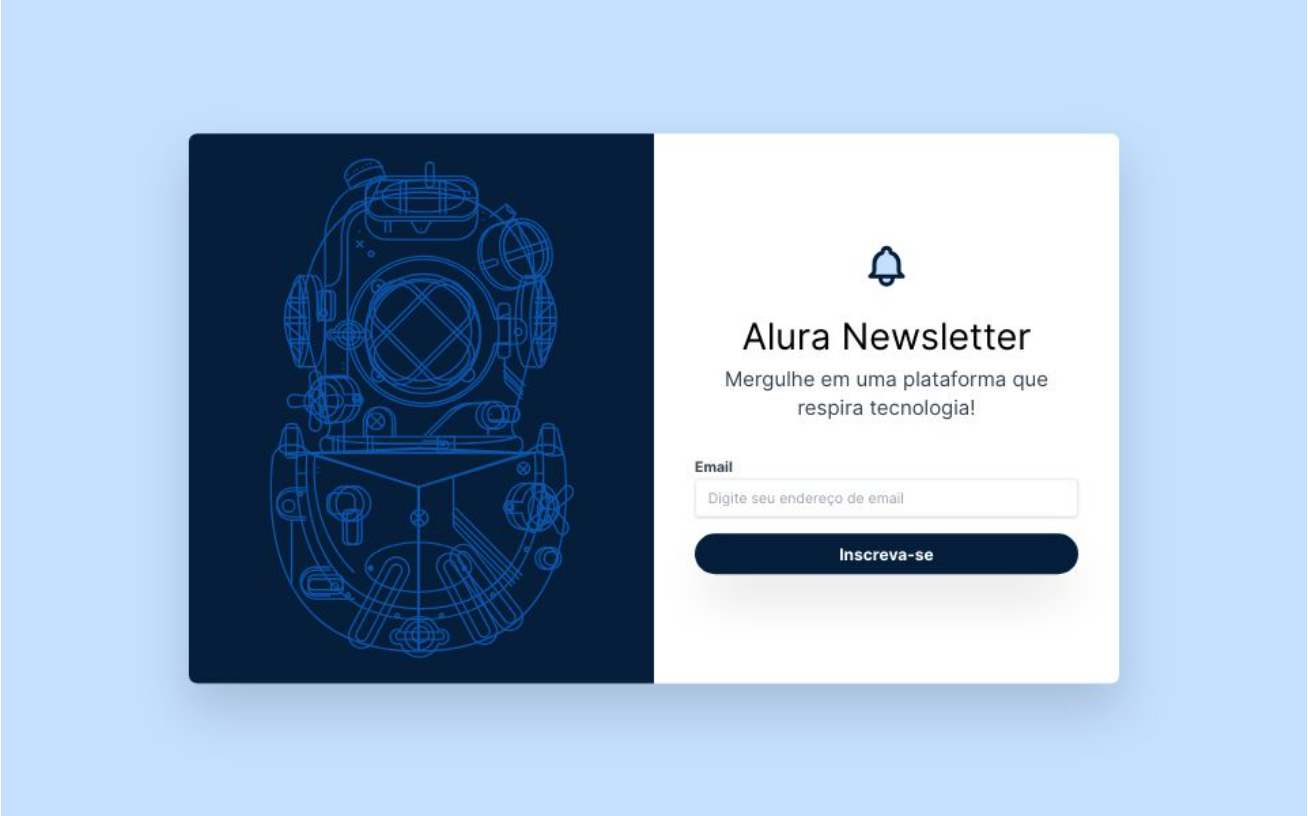 Alura Newsletter
Mergulhe em uma plataforma que
respira tecnologia!
Email
Digite seu endereço de email
Inscreva-se